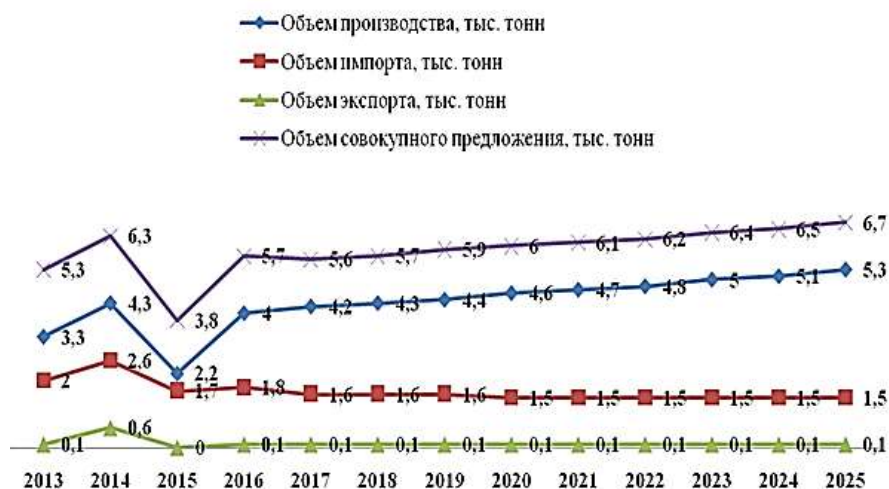 Объем производства, тыс. тонн
Объем импорта, тыс. тонн
Объем экспорта, тыс. тонн
Объем совокупного предложения, тыс. тонн
5,3 6,3 3,8 5,7 5,6 5,7 5,9 6 6,1 6,2 6,4 6,5 6,7
3,3 4,3 2,2 4 4,2 4,3 4,4 4,6 4,7 4,8 5 5,1 5,3
2 2,6 1,7 1,8 1,6 1,6 1,6 1,5 1,5 1,5 1,5 1,5 1,5
0,1 0,6 0 0,1 0,1 0,1 0,1 0,1 0,1 0,1 0,1 0,1 0,1
2013 2014 2015 2016 2017 2018 2019 2020 2021 2022 2023 2024 2025